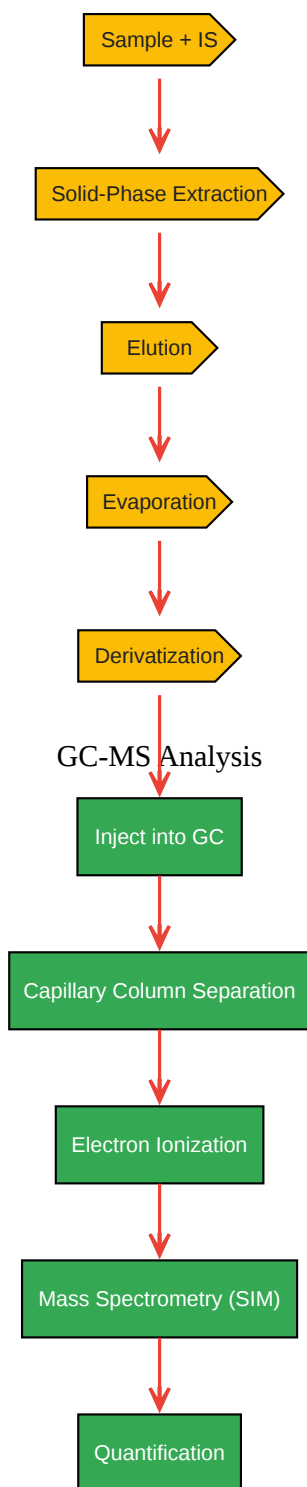 Sample + IS
Solid-Phase Extraction
Elution
Evaporation
Derivatization
GC-MS Analysis
Inject into GC
Capillary Column Separation
Electron Ionization
Mass Spectrometry (SIM)
Quantification